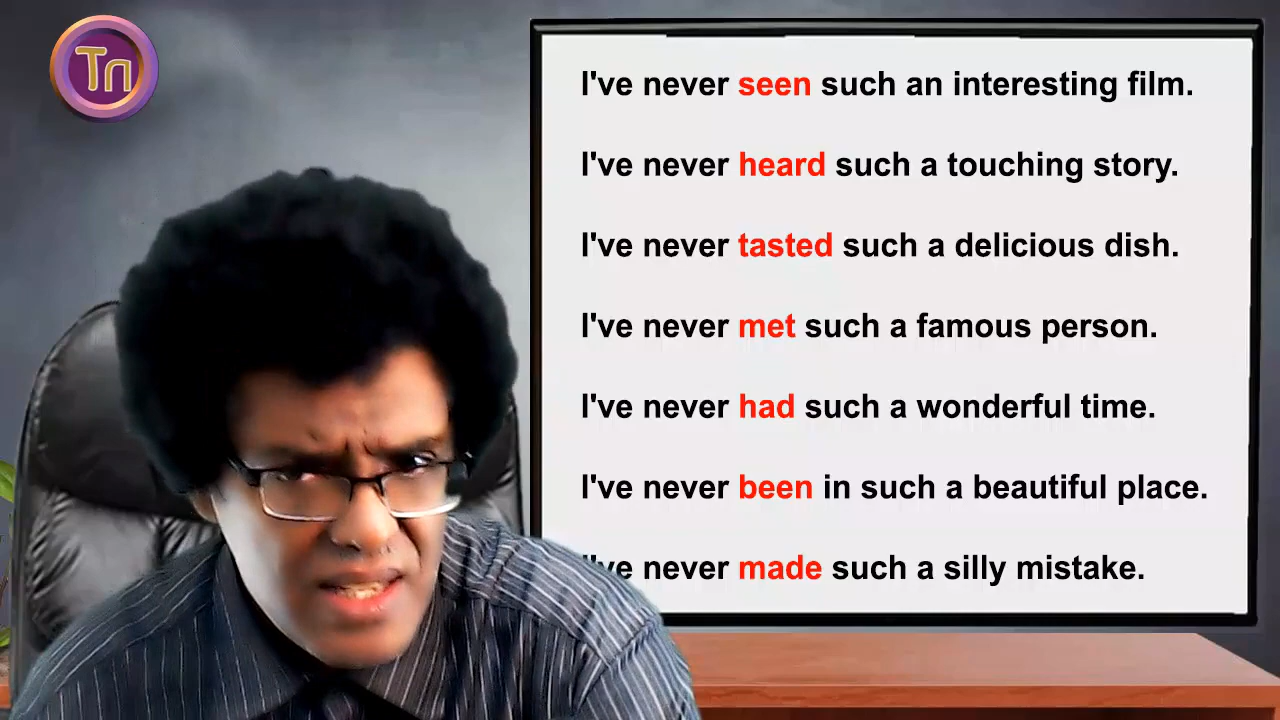 Tn
I've never seen such an interesting film.
I've never heard such a touching story.
I've never tasted such a delicious dish.
I've never met such a famous person.
I've never had such a wonderful time.
I've never been in such a beautiful place.
I've never made such a silly mistake.